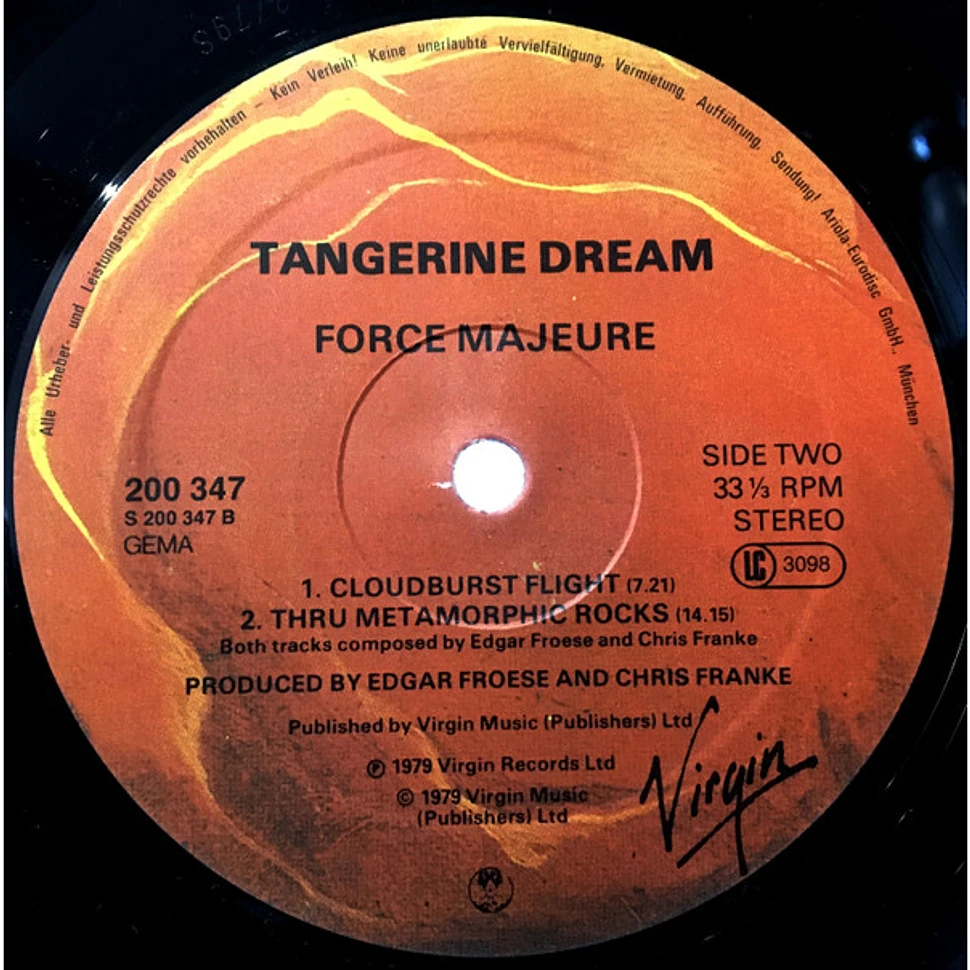 Alle Urheber- und Leistungsschutzrechte vorbehalten – Kein Verleih! Keine unerlaubte Vervielfältigung, Vermietung, Aufführung, Sendung! Ariola-Eurodisc GmbH., München
TANGERINE DREAM
FORCE MAJEURE
200 347
S 200 347 B
GEMA
SIDE TWO
33 ⅓ RPM
STEREO
LC 3098
1. CLOUDBURST FLIGHT (7.21)
2. THRU METAMORPHIC ROCKS (14.15)
Both tracks composed by Edgar Froese and Chris Franke
PRODUCED BY EDGAR FROESE AND CHRIS FRANKE
Published by Virgin Music (Publishers) Ltd
℗ 1979 Virgin Records Ltd
© 1979 Virgin Music
(Publishers) Ltd
Virgin